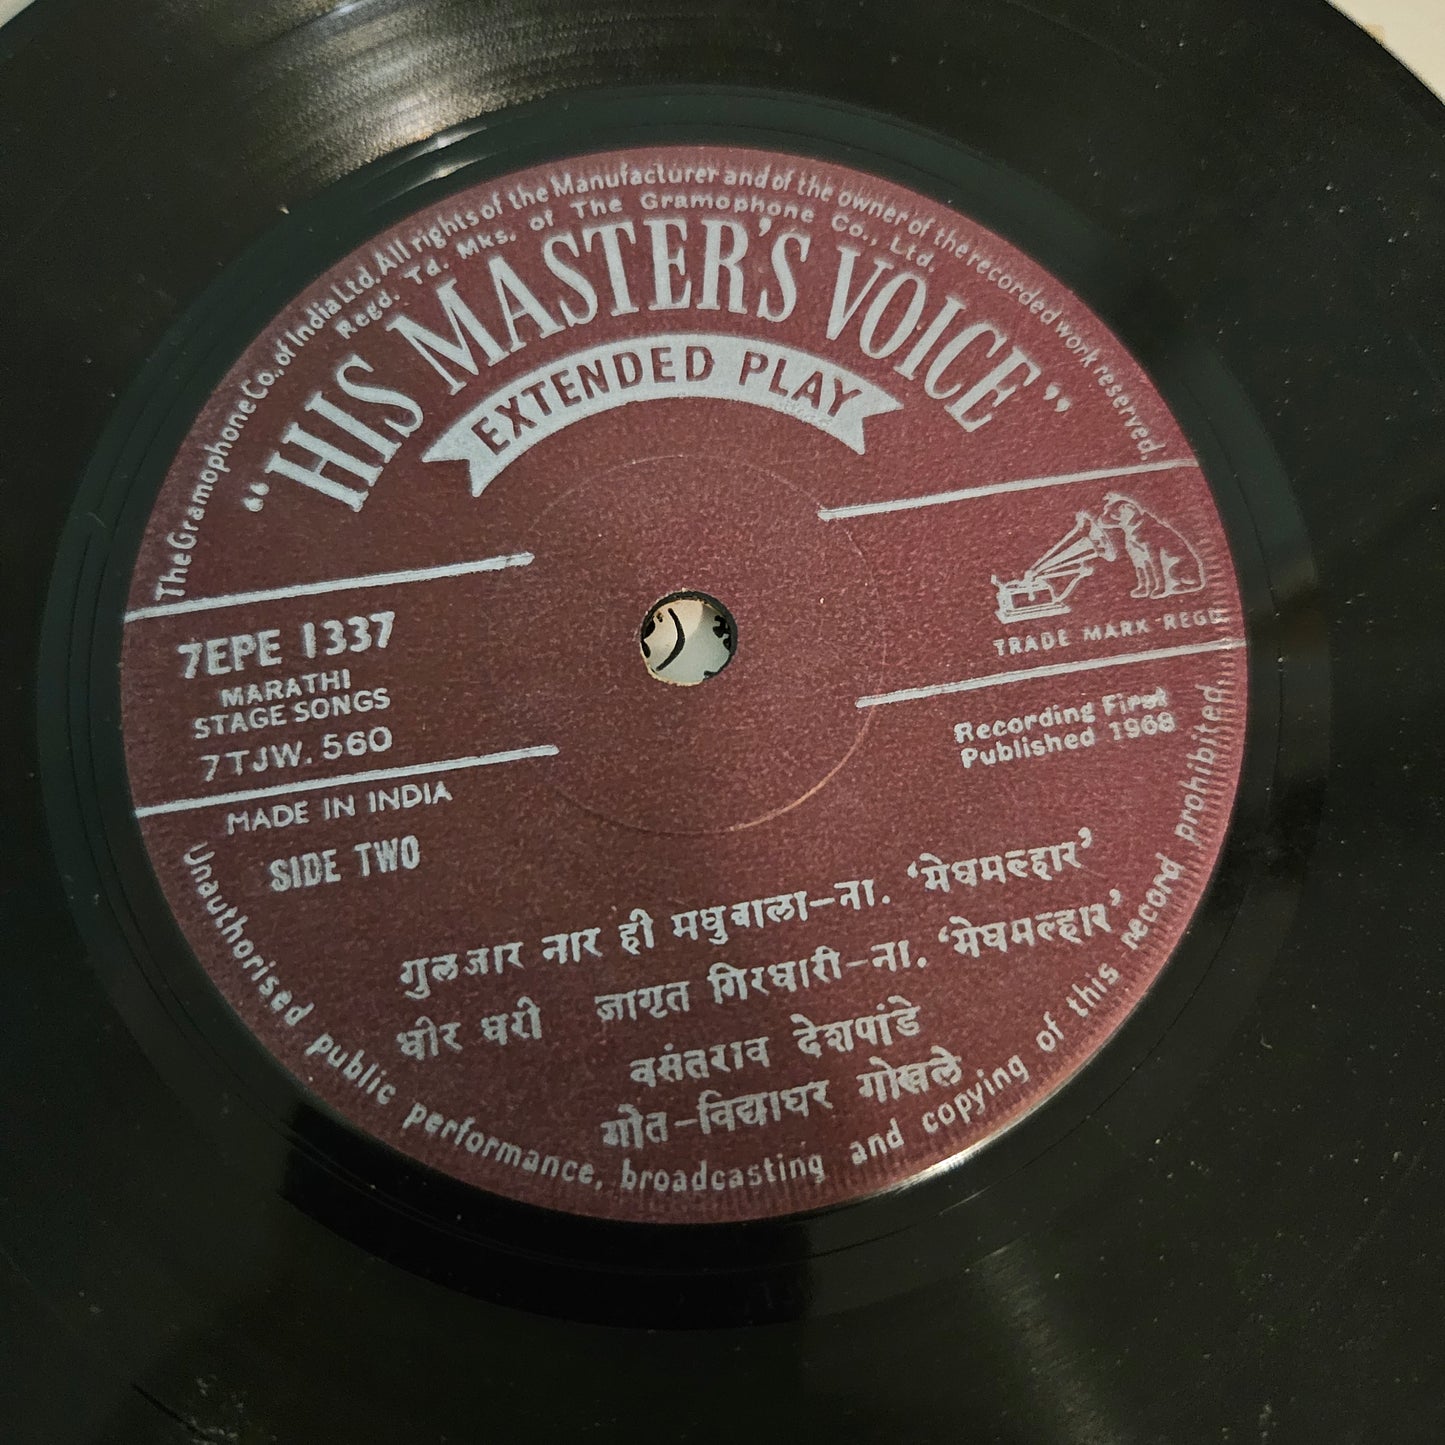 The Gramophone Co., of India Ltd. All rights of the Manufacturer and of the owner of the recorded work reserved.
Regd. Td. Mks. of The Gramophone Co., Ltd.
“HIS MASTER'S VOICE”
EXTENDED PLAY
7EPE 1337
MARATHI
STAGE SONGS
7TJW. 560
TRADE MARK REGD
Recording First
Published 1968
MADE IN INDIA
SIDE TWO
गुलजार नार ही मधुबाला–ना. ‘मेघमल्हार’
धीर धरी जागृत गिरधारी–ना. ‘मेघमल्हार’
वसंतराव देशपांडे
गीत–विद्याधर गोखले
Unauthorised public performance, broadcasting and copying of this record prohibited.